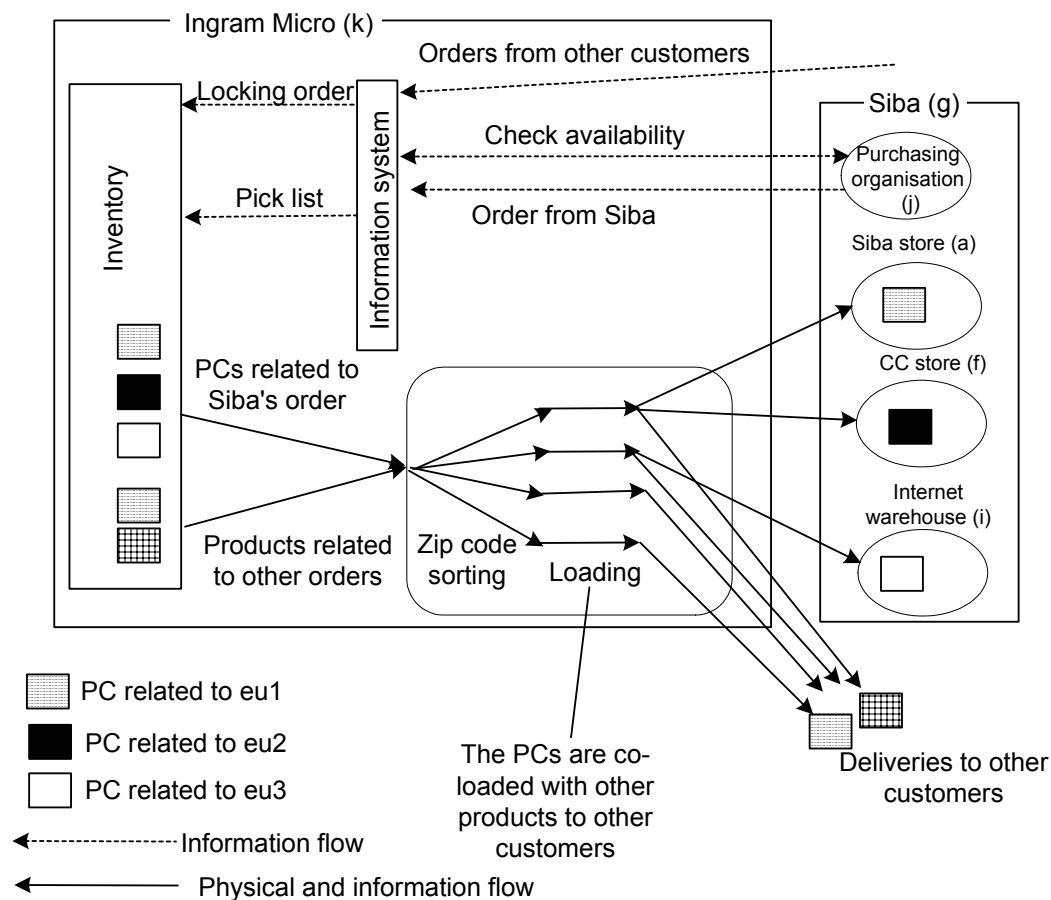 Ingram Micro (k)
Orders from other
customers
Locking order
Siba (g)
Check availability
Purchasing
organisation
(j)
Information system
Pick list
Order from Siba
Inventory
Siba store (a)
PCs related to
Siba's order
CC store (f)
Internet
warehouse (i)
Products related
to other orders
Zip code
sorting
Loading
PC related to eu1
PC related to eu2
PC related to eu3
The PCs are co-
loaded with other
products to other
customers
Deliveries to other
customers
Information flow
Physical and information flow